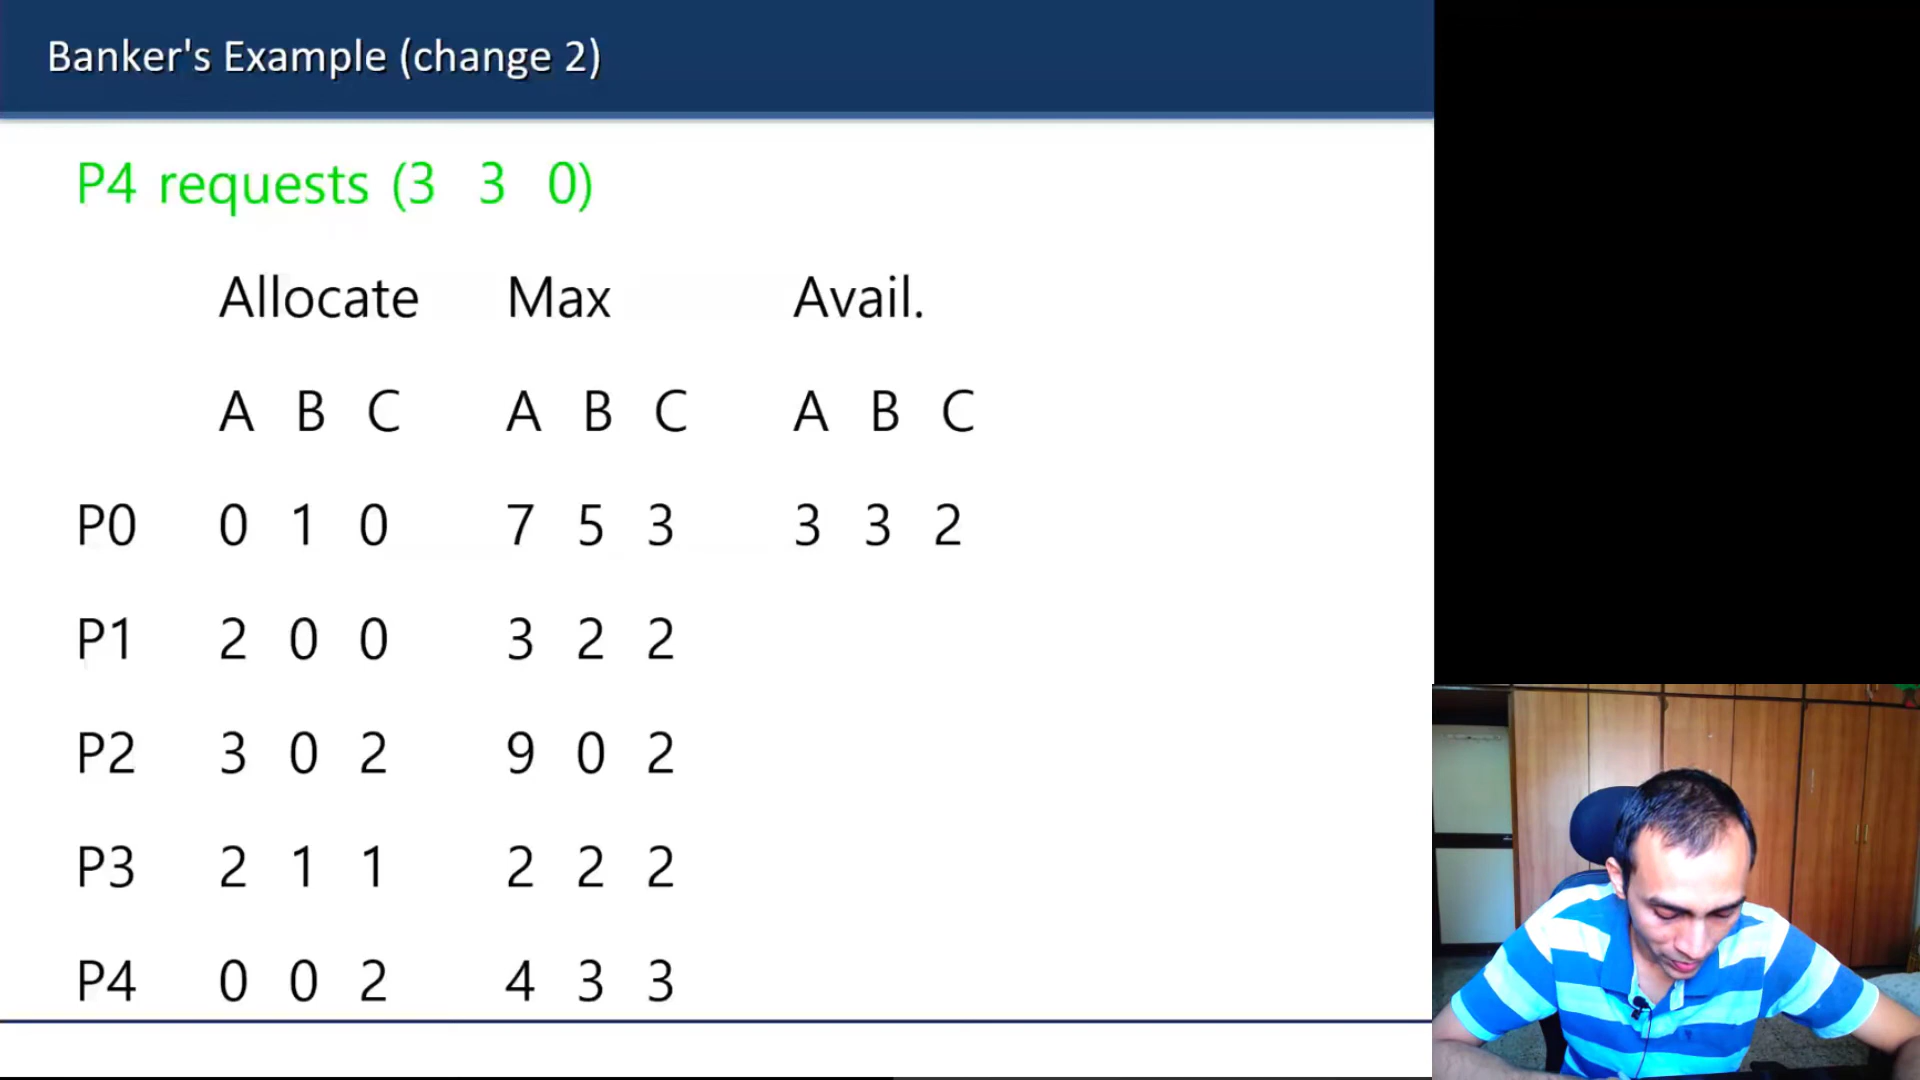 Banker's Example (change 2)
P4 requests (3 3 0)
Allocate Max Avail.
A B C A B C A B C
P0 0 1 0 7 5 3 3 3 2
P1 2 0 0 3 2 2
P2 3 0 2 9 0 2
P3 2 1 1 2 2 2
P4 0 0 2 4 3 3